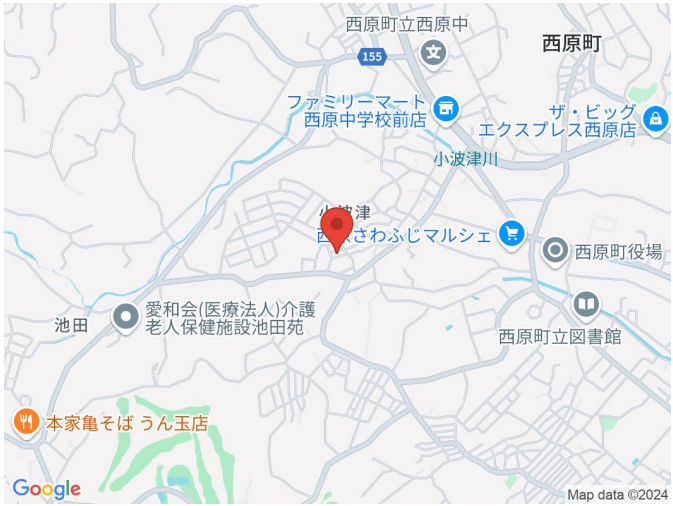 西原町立西原中
西原町
155
ファミリーマート
西原中学校前店
ザ・ビッグ
エクスプレス西原店
小波津川
小波津
さわふじマルシェ
西原町役場
愛和会(医療法人)介護
老人保健施設池田苑
池田
西原町立図書館
本家亀そば うん玉店
Google
Map data ©2024